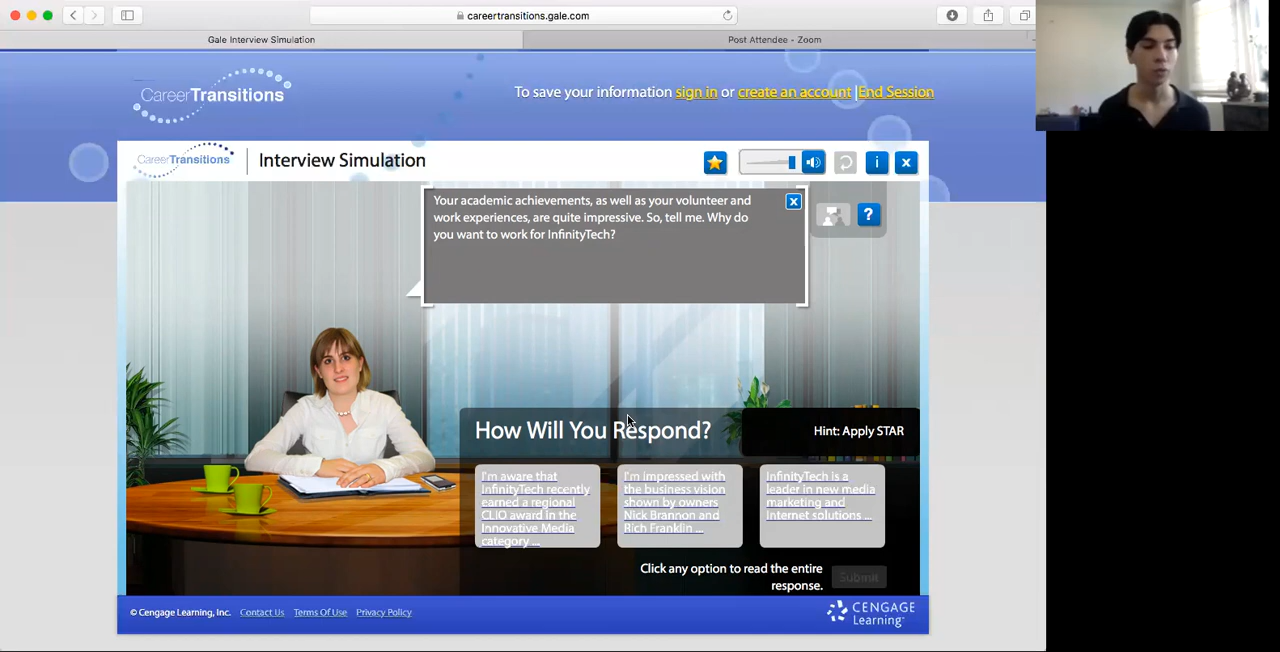 careertransitions.gale.com
Gale Interview Simulation
Post Attendee - Zoom
CareerTransitions
To save your information sign in or create an account |End Session
CareerTransitions
Interview Simulation
i
x
Your academic achievements, as well as your volunteer and
work experiences, are quite impressive. So, tell me. Why do
you want to work for InfinityTech?
x
?
How Will You Respond?
Hint: Apply STAR
I'm aware that
InfinityTech recently
earned a regional
CLIO award in the
Innovative Media
category ...
I'm Impressed with
the business vision
shown by owners
Nick Brannon and
Rich Franklin ...
InfinityTech is a
leader in new media
marketing and
Internet solutions ...
Click any option to read the entire
response.
Submit
© Cengage Learning, Inc. Contact Us Terms Of Use Privacy Policy
CENGAGE
Learning™